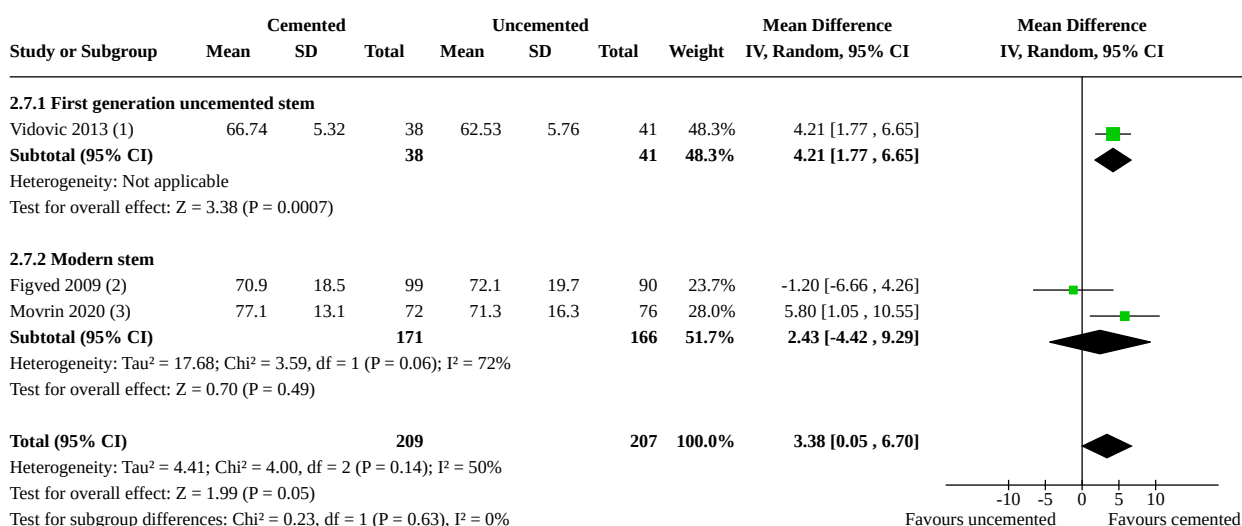 Cemented Uncemented Mean Difference Mean Difference
Study or Subgroup Mean SD Total Mean SD Total Weight IV, Random, 95% CI IV, Random, 95% CI
2.7.1 First generation uncemented stem
Vidovic 2013 (1) 66.74 5.32 38 62.53 5.76 41 48.3% 4.21 [1.77 , 6.65]
Subtotal (95% CI) 38 41 48.3% 4.21 [1.77 , 6.65]
Heterogeneity: Not applicable
Test for overall effect: Z = 3.38 (P = 0.0007)
2.7.2 Modern stem
Figved 2009 (2) 70.9 18.5 99 72.1 19.7 90 23.7% -1.20 [-6.66 , 4.26]
Movrin 2020 (3) 77.1 13.1 72 71.3 16.3 76 28.0% 5.80 [1.05 , 10.55]
Subtotal (95% CI) 171 166 51.7% 2.43 [-4.42 , 9.29]
Heterogeneity: Tau² = 17.68; Chi² = 3.59, df = 1 (P = 0.06); I² = 72%
Test for overall effect: Z = 0.70 (P = 0.49)
Total (95% CI) 209 207 100.0% 3.38 [0.05 , 6.70]
Heterogeneity: Tau² = 4.41; Chi² = 4.00, df = 2 (P = 0.14); I² = 50%
Test for overall effect: Z = 1.99 (P = 0.05)
-10 -5 0 5 10
Test for subgroup differences: Chi² = 0.23, df = 1 (P = 0.63), I² = 0%
Favours uncemented Favours cemented